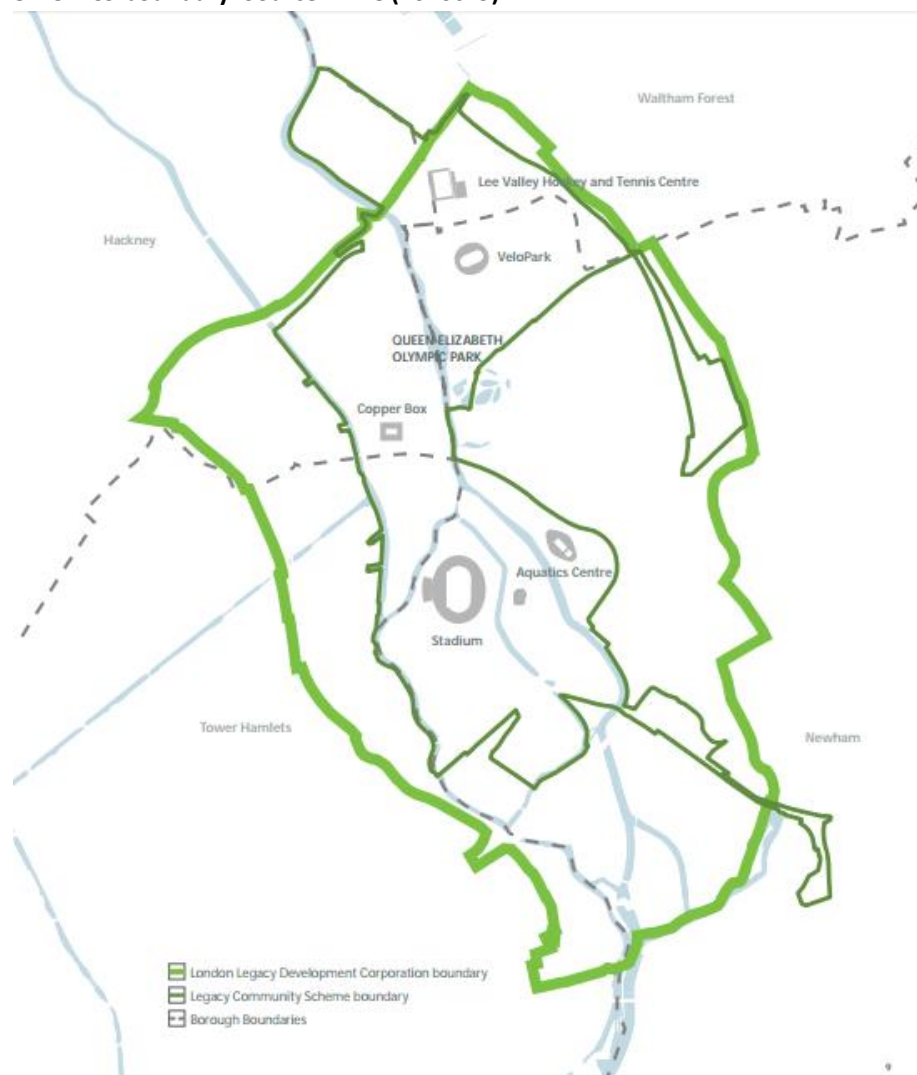 Waltham Forest
Lee Valley Hockey and Tennis Centre
Hackney
VeloPark
QUEEN ELIZABETH
OLYMPIC PARK
Copper Box
Aquatics Centre
Stadium
Tower Hamlets
Newham
London Legacy Development Corporation boundary
Legacy Community Scheme boundary
Borough Boundaries
9